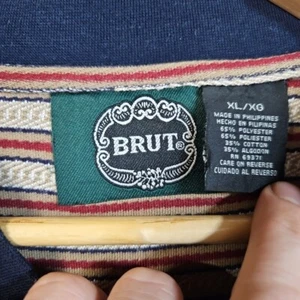 BRUT®
XL/XG
MADE IN PHILIPPINES
HECHO EN FILIPINAS
65% POLYESTER
65% POLIESTER
35% COTTON
35% ALGODON
RN 69371
CARE ON REVERSE
CUIDADO AL REVERSO